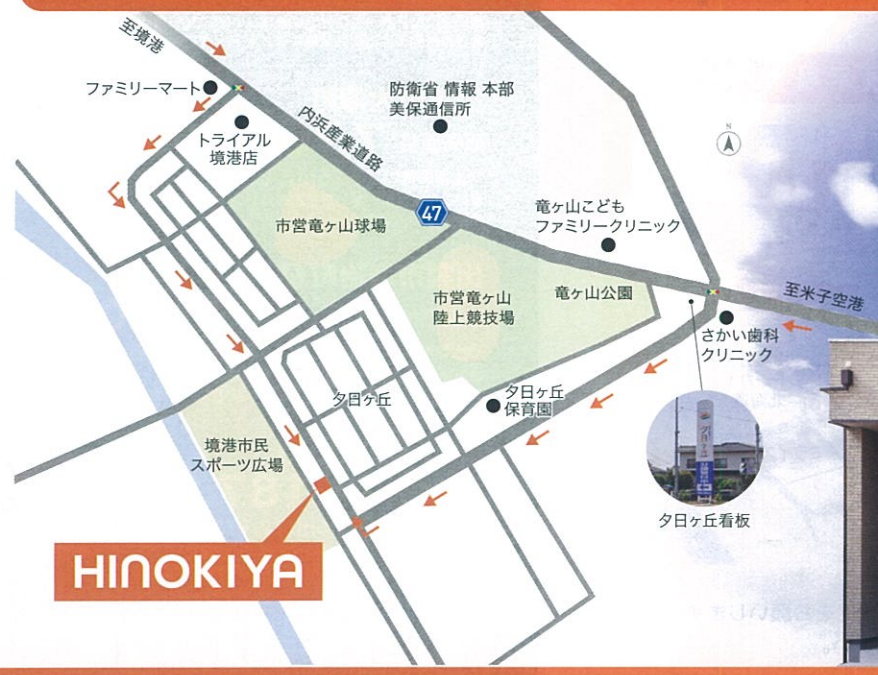 至境港
ファミリーマート
トライアル
境港店
内浜産業道路
防衛省 情報 本部
美保通信所
N
47
市営竜ヶ山球場
竜ヶ山こども
ファミリークリニック
市営竜ヶ山
陸上競技場
竜ヶ山公園
至米子空港
さかい歯科
クリニック
夕日ヶ丘
夕日ヶ丘
保育園
境港市民
スポーツ広場
夕日ヶ丘
夕日ヶ丘看板
HINOKIYA